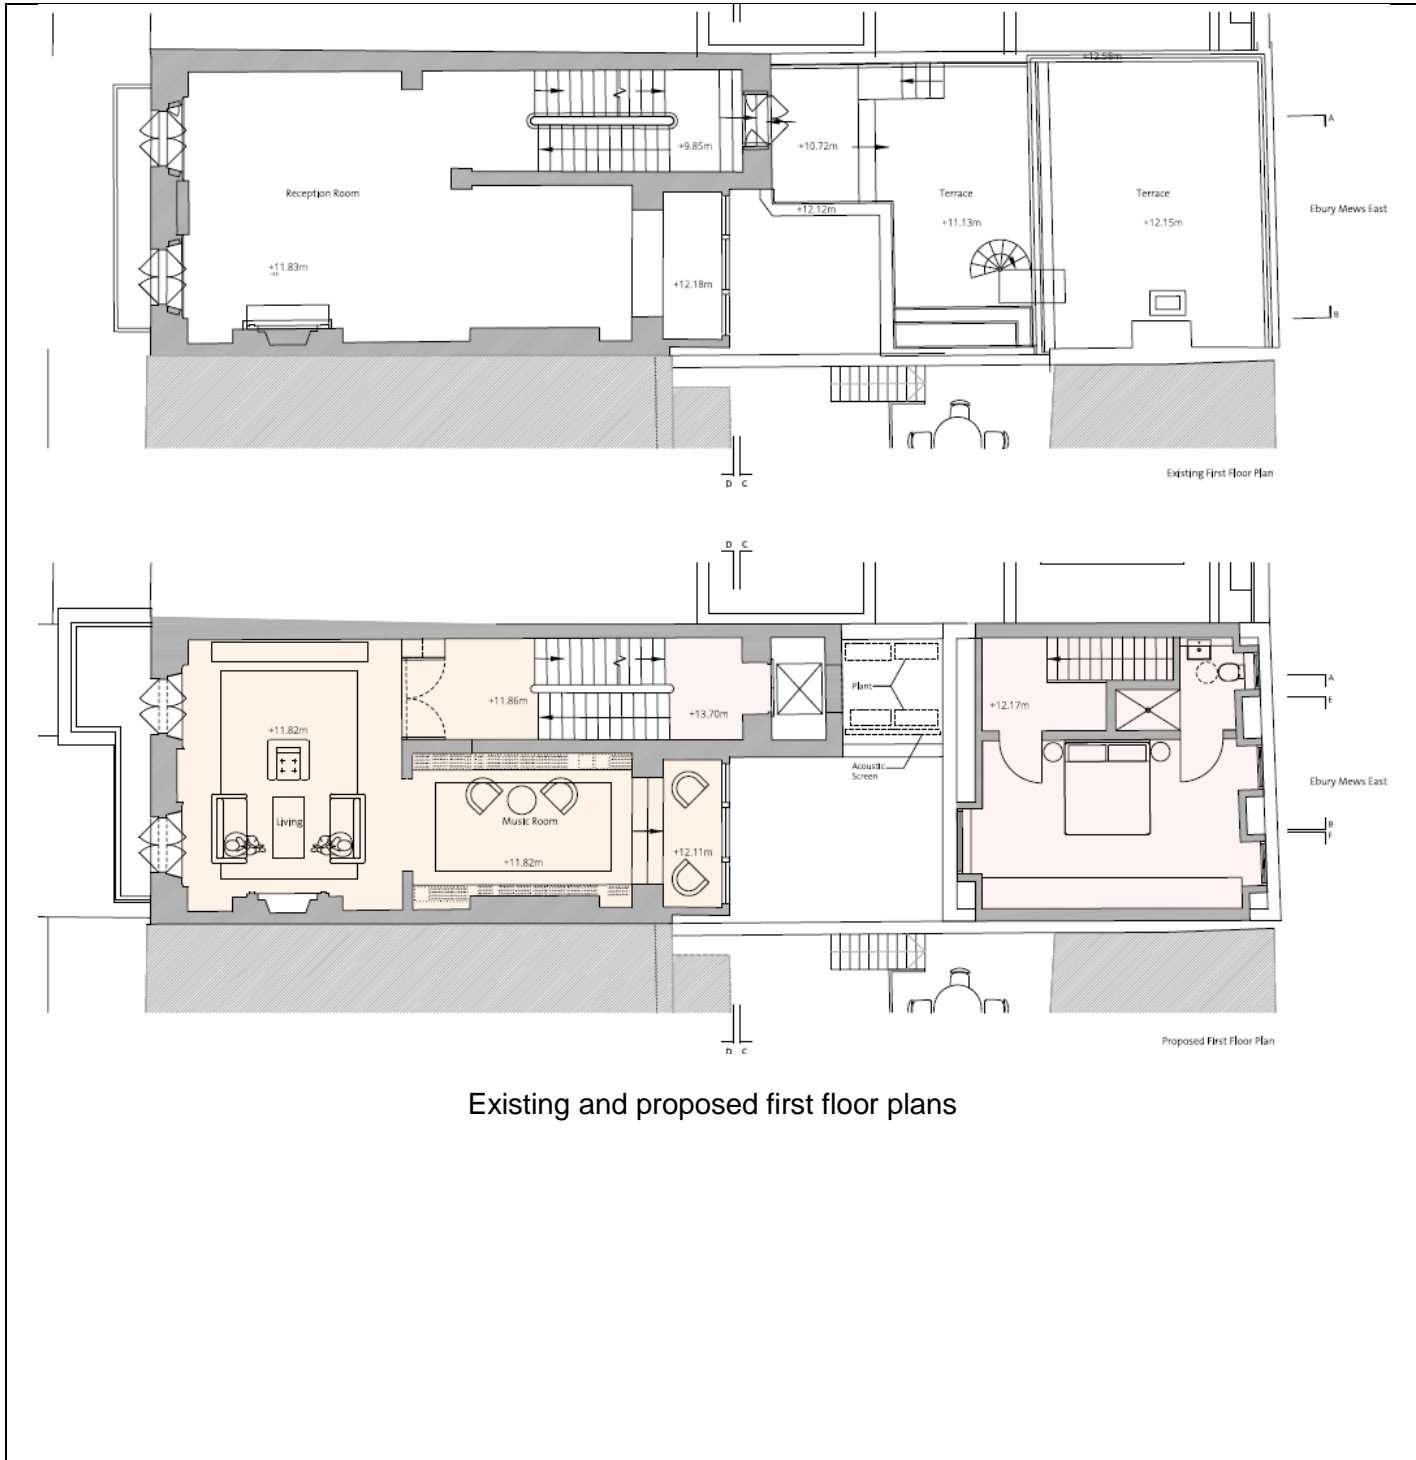 +12.58m
A
+9.85m
+10.72m
Reception Room
Terrace
Terrace
+12.12m
Ebury Mews East
+11.13m
+12.15m
+11.83m
+12.18m
B
Existing First Floor Plan
D C
D C
A
E
+11.86m
Plant
+12.17m
+13.70m
+11.82m
Acoustic
Screen
Ebury Mews East
Living
Music Room
B
F
+12.11m
+11.82m
Proposed First Floor Plan
D C
Existing and proposed first floor plans